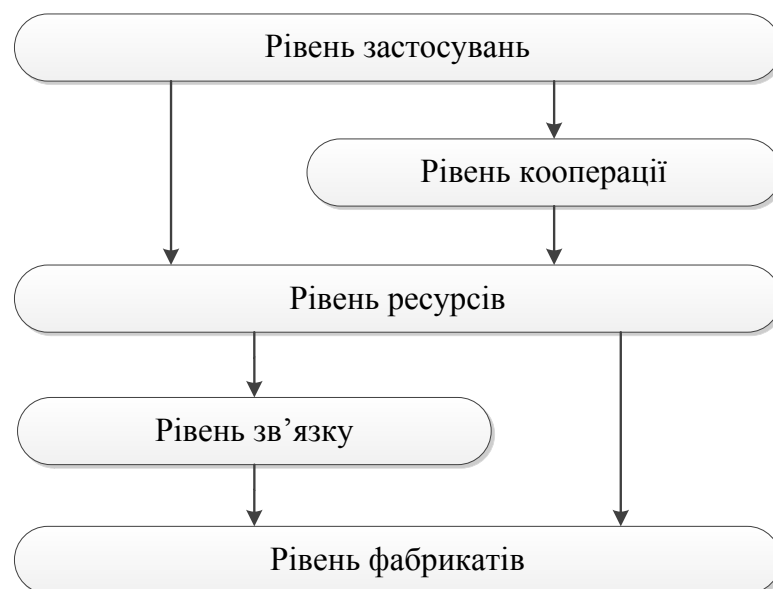 Рівень застосувань
Рівень кооперації
Рівень ресурсів
Рівень зв’язку
Рівень фабрикатів